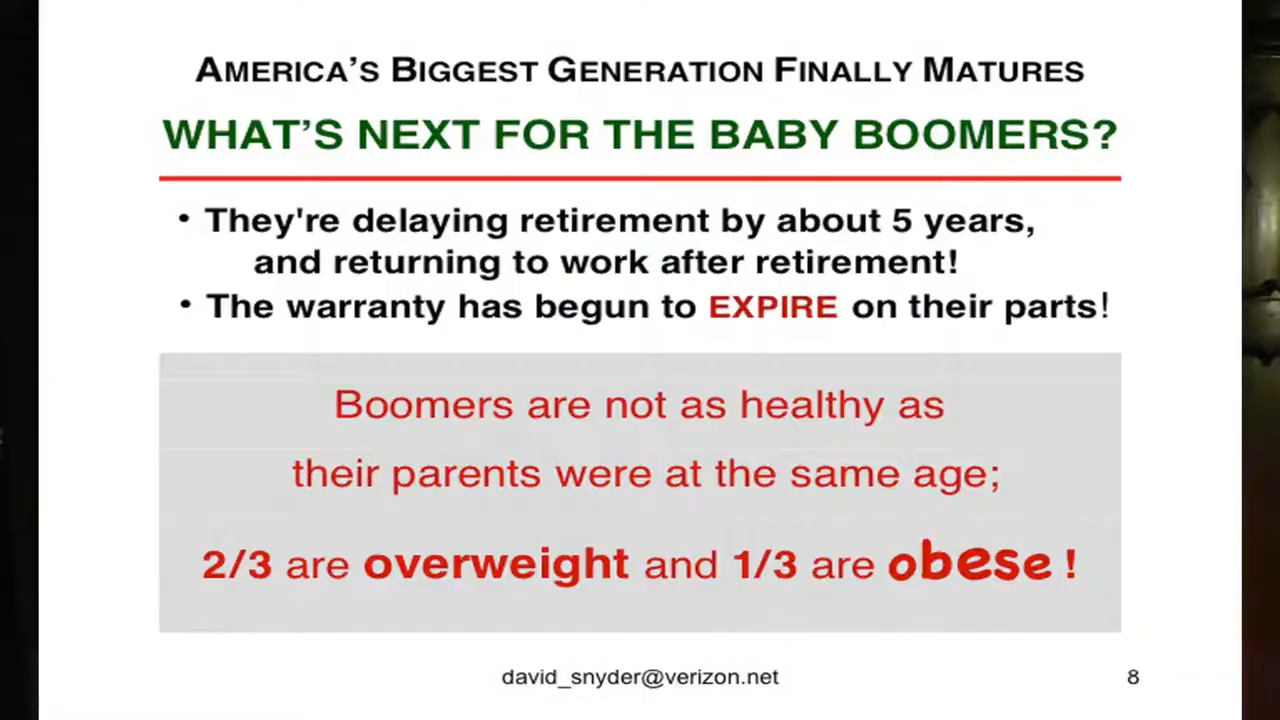 AMERICA'S BIGGEST GENERATION FINALLY MATURES
WHAT'S NEXT FOR THE BABY BOOMERS?
• They're delaying retirement by about 5 years,
and returning to work after retirement!
• The warranty has begun to EXPIRE on their parts!
Boomers are not as healthy as
their parents were at the same age;
2/3 are overweight and 1/3 are obese !
david_snyder@verizon.net
8